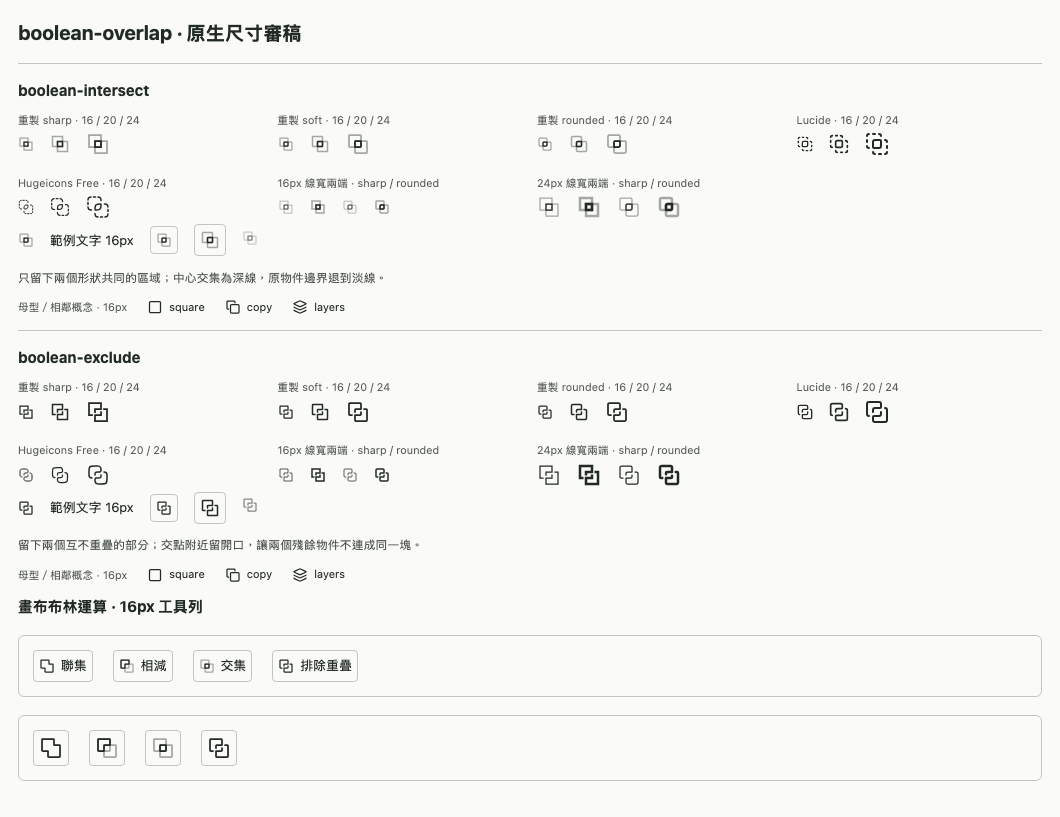 boolean-overlap · 原生尺寸審稿
boolean-intersect
重製 sharp · 16 / 20 / 24
重製 soft · 16 / 20 / 24
重製 rounded · 16 / 20 / 24
Lucide · 16 / 20 / 24
Hugeicons Free · 16 / 20 / 24
16px 線寬兩端 · sharp / rounded
24px 線寬兩端 · sharp / rounded
範例文字 16px
只留下兩個形狀共同的區域；中心交集為深線，原物件邊界退到淡線。
母型 / 相鄰概念 · 16px square copy layers
boolean-exclude
重製 sharp · 16 / 20 / 24
重製 soft · 16 / 20 / 24
重製 rounded · 16 / 20 / 24
Lucide · 16 / 20 / 24
Hugeicons Free · 16 / 20 / 24
16px 線寬兩端 · sharp / rounded
24px 線寬兩端 · sharp / rounded
範例文字 16px
留下兩個互不重疊的部分；交點附近留開口，讓兩個殘餘物件不連成同一塊。
母型 / 相鄰概念 · 16px square copy layers
畫布布林運算 · 16px 工具列
聯集 相減 交集 排除重疊